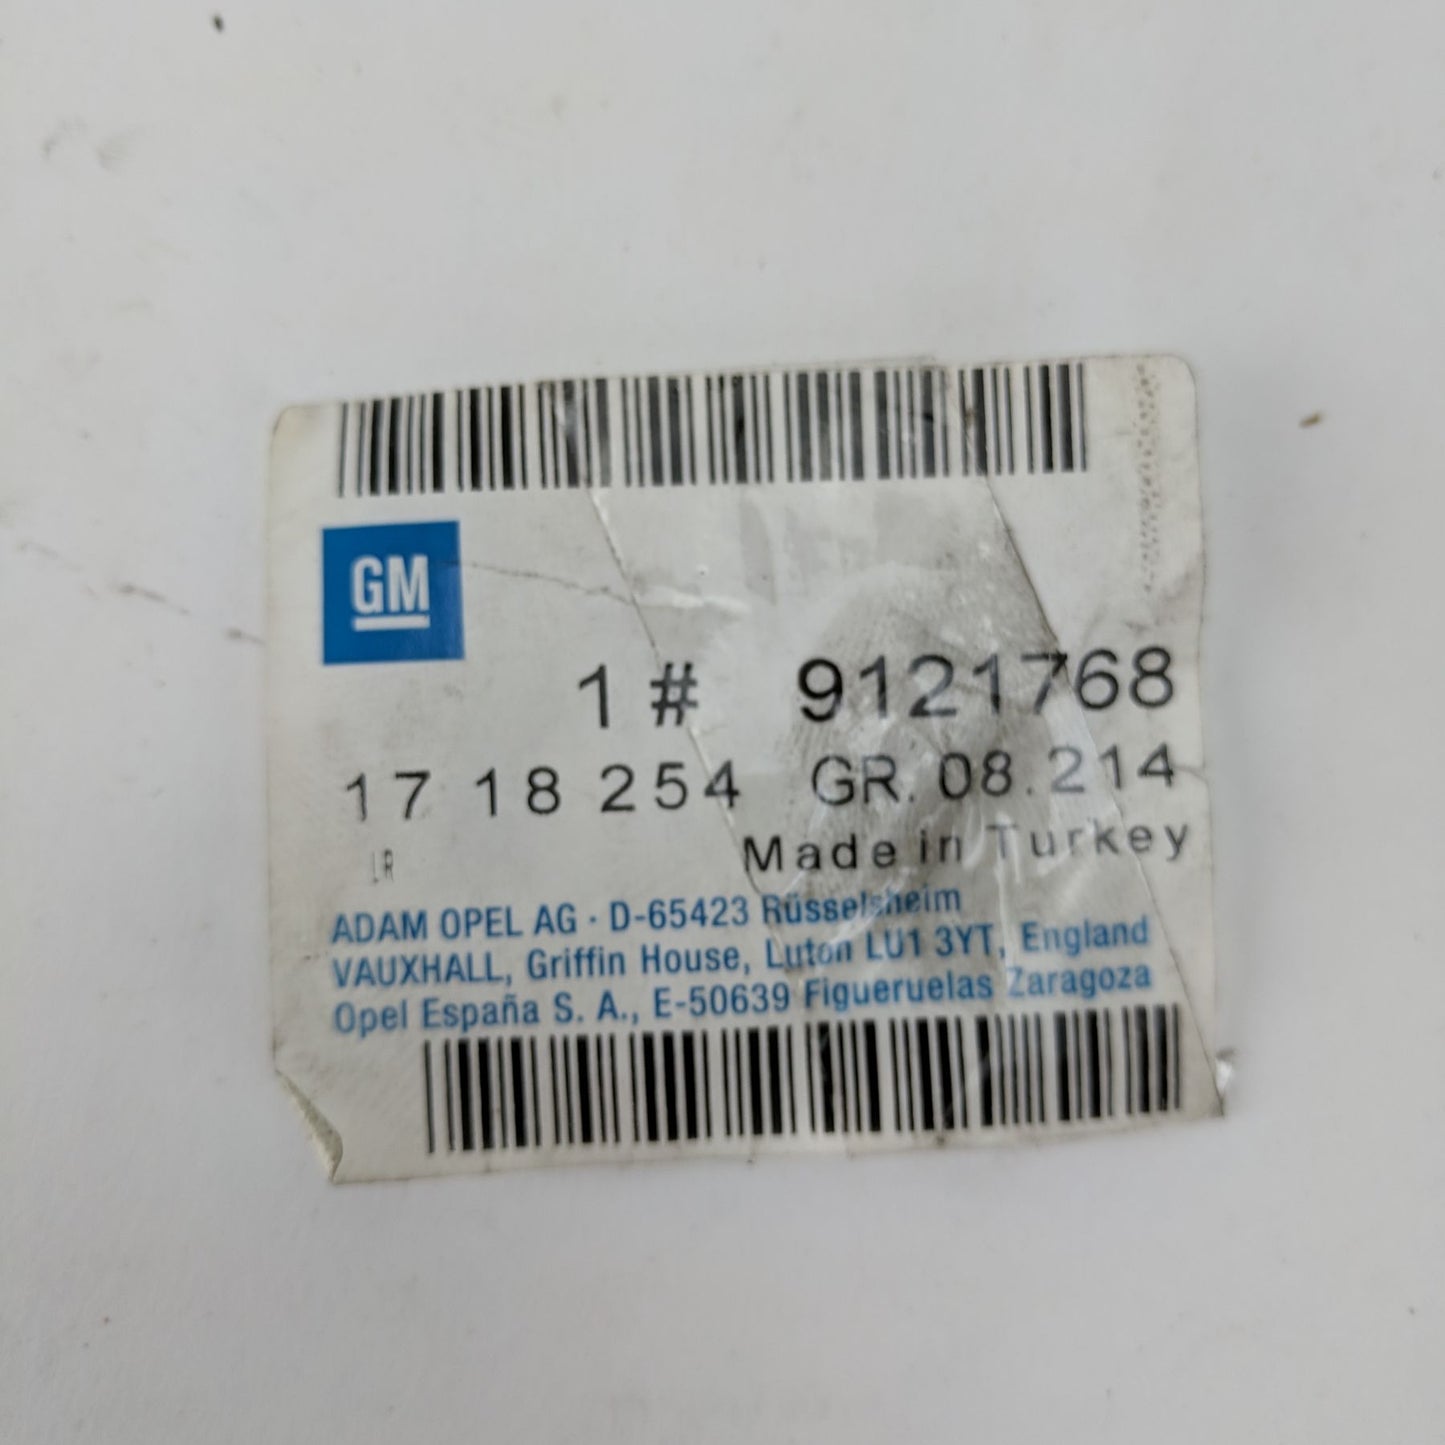 GM
1 # 9121768
17 18 254 GR. 08.214
Made in Turkey
LR
ADAM OPEL AG · D-65423 Rüsselsheim
VAUXHALL, Griffin House, Luton LU1 3YT, England
Opel España S. A., E-50639 Figueruelas Zaragoza